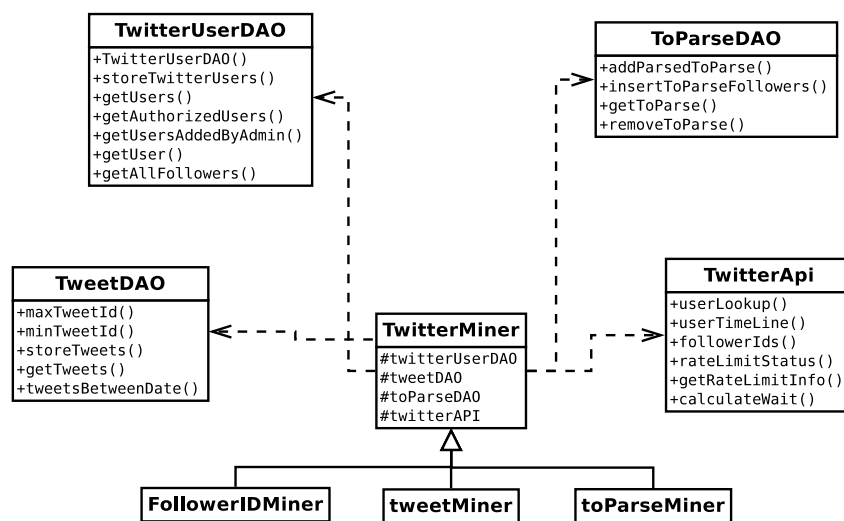 TwitterUserDAO
+TwitterUserDAO()
+storeTwitterUsers()
+getUsers()
+getAuthorizedUsers()
+getUsersAddedByAdmin()
+getUser()
+getAllFollowers()
ToParseDAO
+addParsedToParse()
+insertToParseFollowers()
+getToParse()
+removeToParse()
TweetDAO
+maxTweetId()
+minTweetId()
+storeTweets()
+getTweets()
+tweetsBetweenDate()
TwitterMiner
#twitterUserDAO
#tweetDAO
#toParseDAO
#twitterAPI
TwitterApi
+userLookup()
+userTimeLine()
+followerIds()
+rateLimitStatus()
+getRateLimitInfo()
+calculateWait()
FollowerIDMiner
tweetMiner
toParseMiner